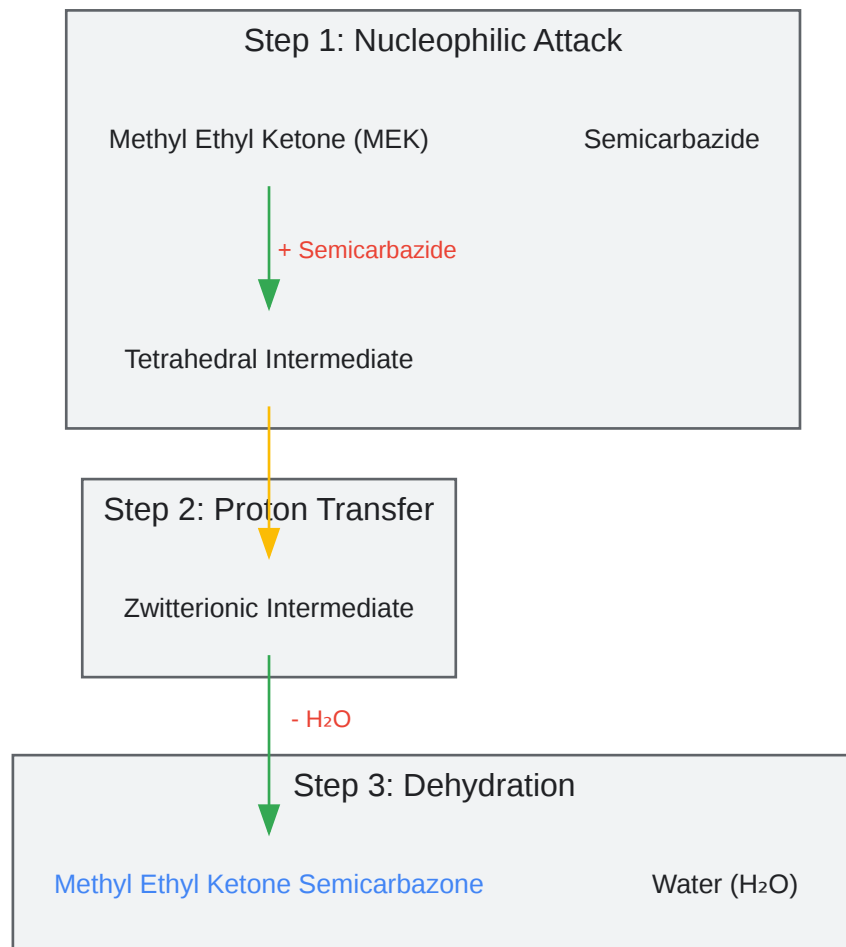 Step 1: Nucleophilic Attack
Methyl Ethyl Ketone (MEK)
Semicarbazide
+ Semicarbazide
Tetrahedral Intermediate
Step 2: Proton Transfer
Zwitterionic Intermediate
- H₂O
Step 3: Dehydration
Methyl Ethyl Ketone Semicarbazone
Water (H₂O)